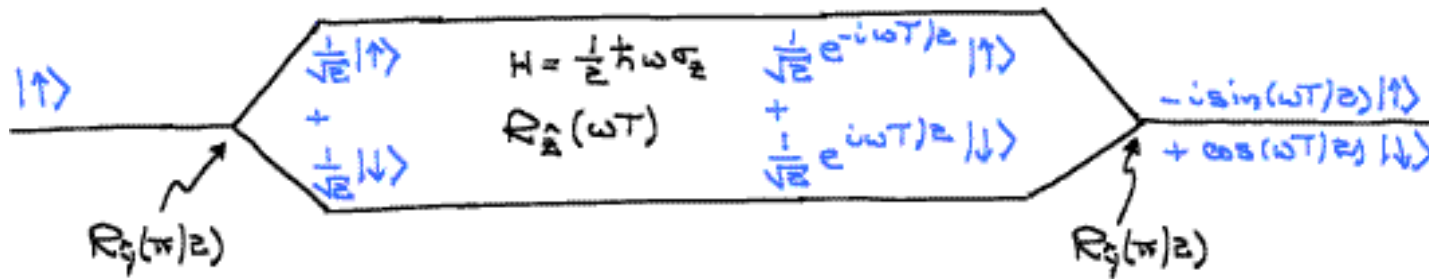 |↑⟩
1/√2 |↑⟩
+
1/√2 |↓⟩
H = 1/2 ħωσ_z
R_ẑ(ωT)
1/√2 e^{-iωT/2} |↑⟩
+
1/√2 e^{iωT/2} |↓⟩
-i sin(ωT/2)|↑⟩
+ cos(ωT/2)|↓⟩
R_ŷ(π/2)
R_ŷ(π/2)